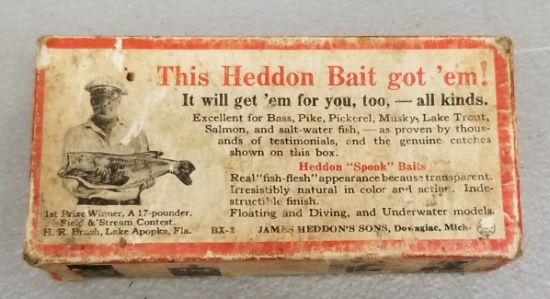 This Heddon Bait got 'em!
It will get 'em for you, too, — all kinds.
Excellent for Bass, Pike, Pickerel, Musky, Lake Trout,
Salmon, and salt-water fish, — as proven by thous-
ands of testimonials, and the genuine catches
shown on this box.
Heddon "Spook" Baits
Real "fish-flesh" appearance because transparent.
Irresistibly natural in color and action. Inde-
structible finish.
Floating and Diving, and Underwater models.
BX-2 JAMES HEDDON'S SONS, Dowagiac, Mich.
1st Prize Winner, A 17-pounder.
Field & Stream Contest.
H. R. Brush, Lake Apopka, Fla.